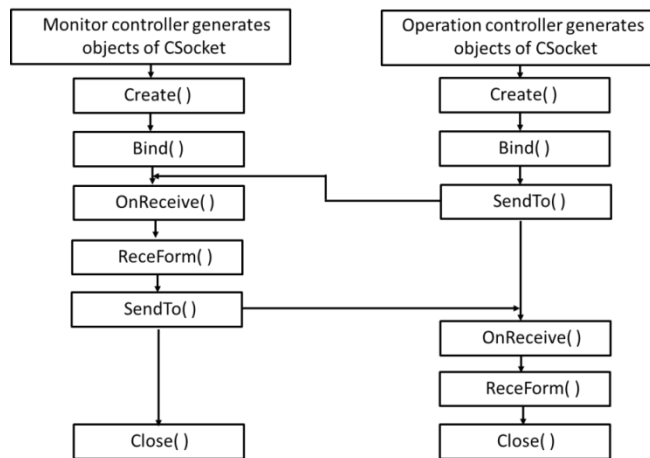 Monitor controller generates
objects of CSocket
Create( )
Bind( )
OnReceive( )
ReceForm( )
SendTo( )
Close( )
Operation controller generates
objects of CSocket
Create( )
Bind( )
SendTo( )
OnReceive( )
ReceForm( )
Close( )